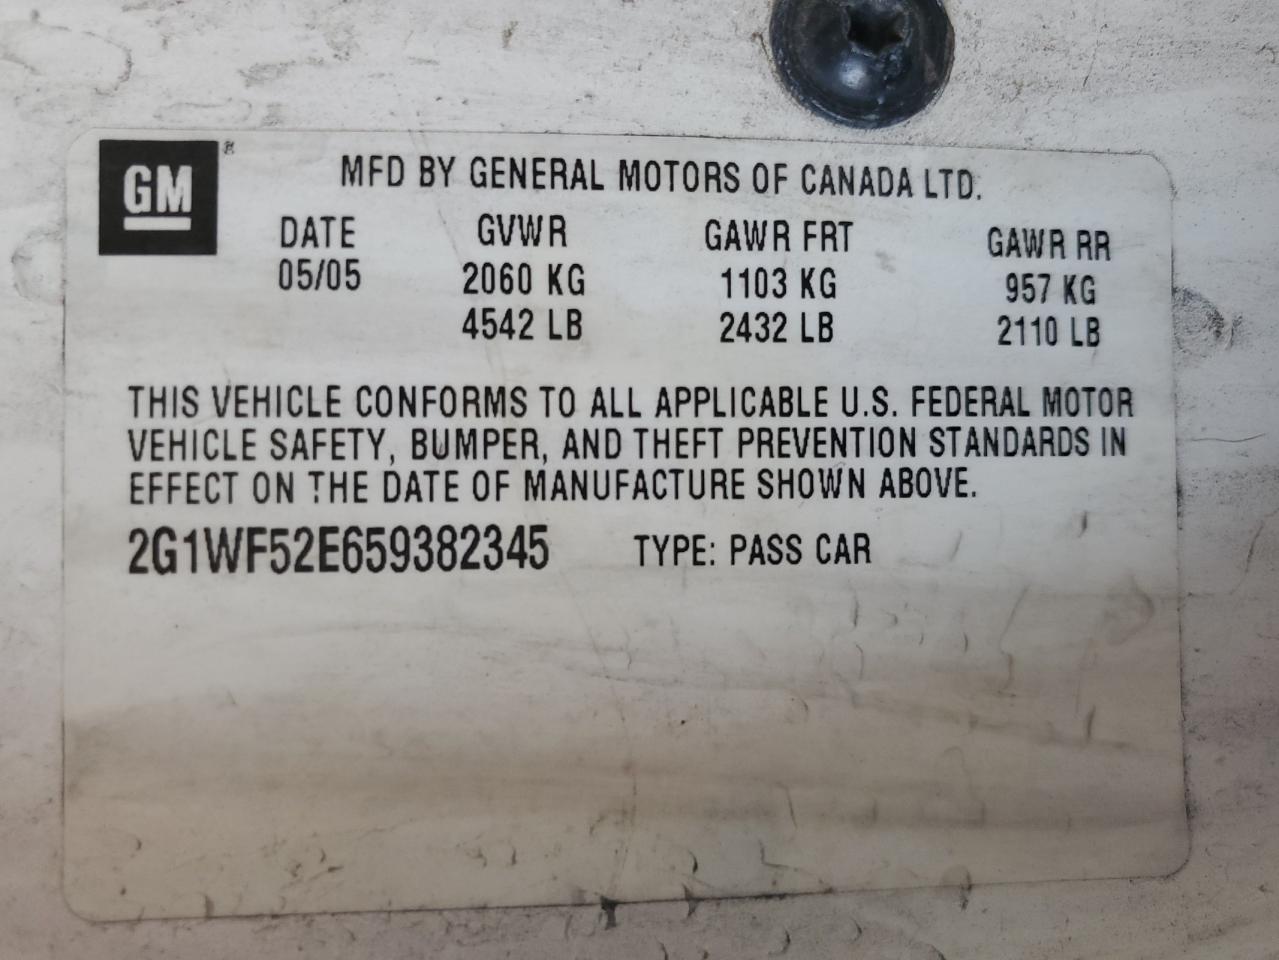 GM®
MFD BY GENERAL MOTORS OF CANADA LTD.
DATE GVWR GAWR FRT GAWR RR
05/05 2060 KG 1103 KG 957 KG
4542 LB 2432 LB 2110 LB
THIS VEHICLE CONFORMS TO ALL APPLICABLE U.S. FEDERAL MOTOR
VEHICLE SAFETY, BUMPER, AND THEFT PREVENTION STANDARDS IN
EFFECT ON THE DATE OF MANUFACTURE SHOWN ABOVE.
2G1WF52E659382345 TYPE: PASS CAR